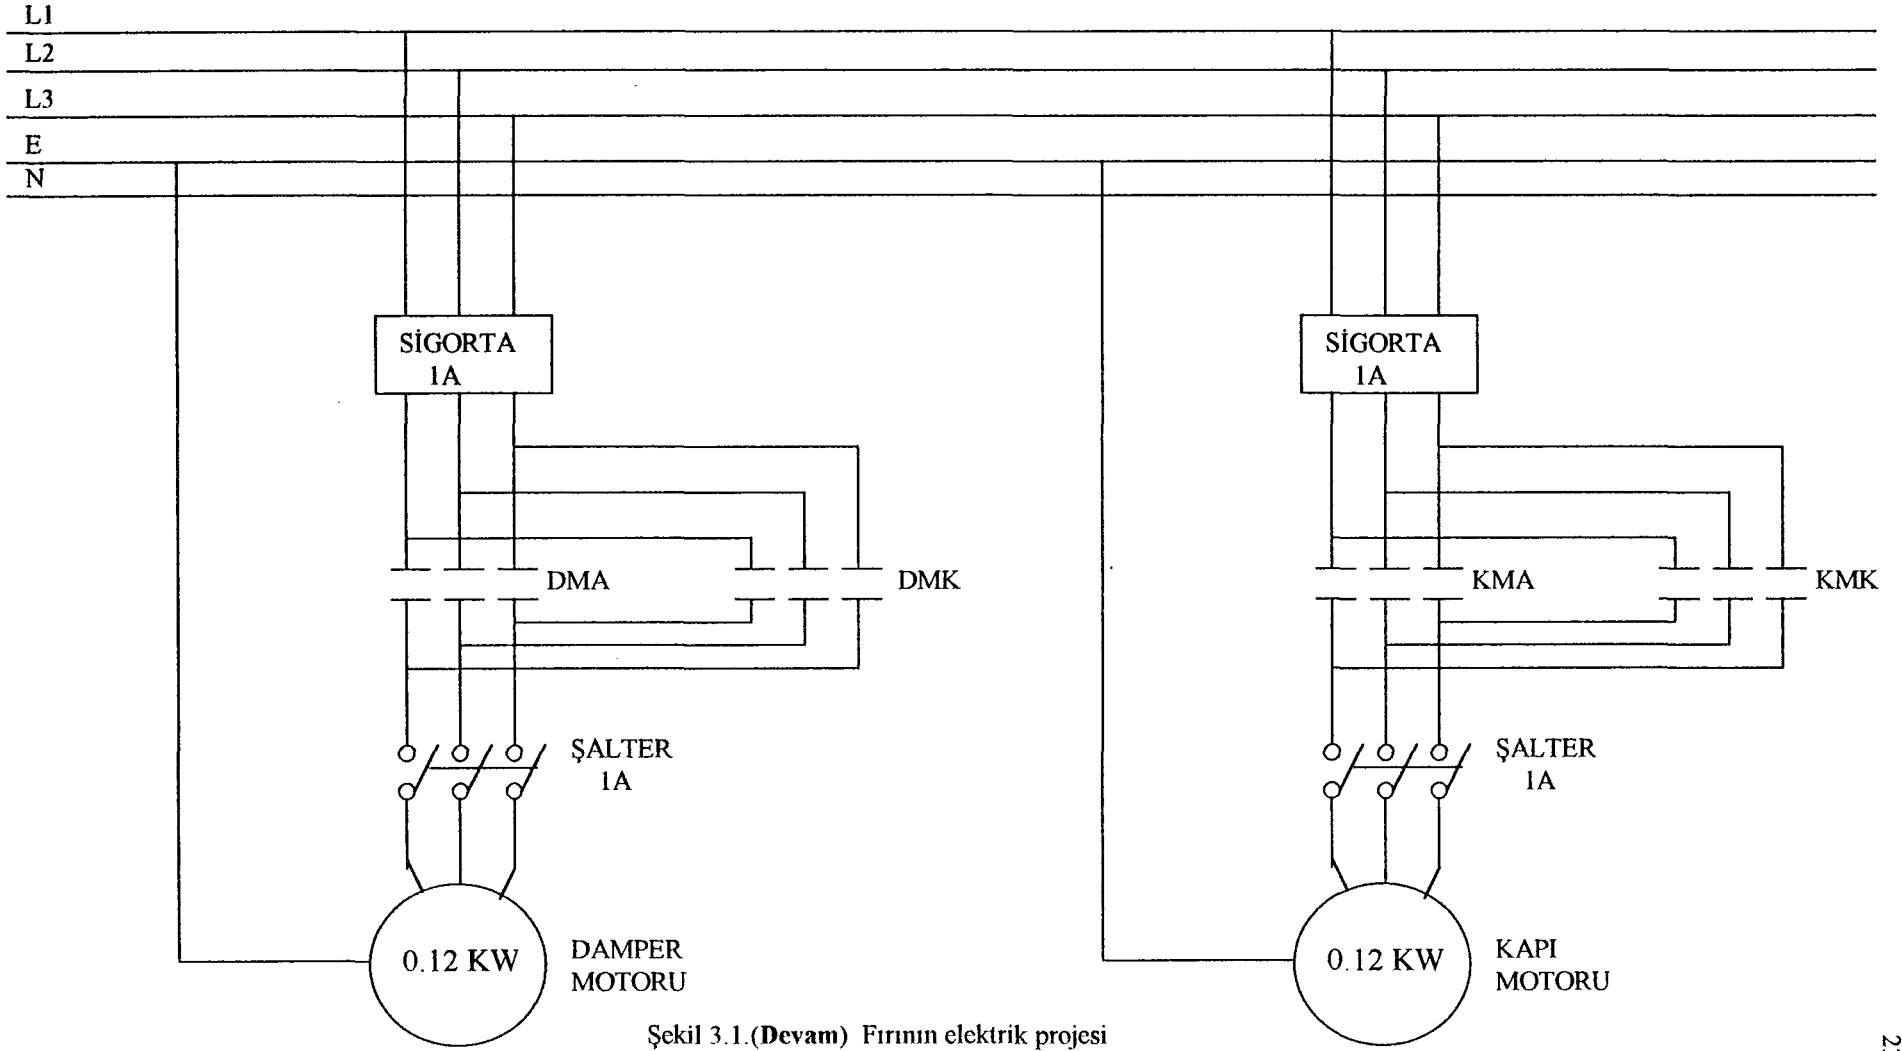 L1
L2
L3
E
N
SİGORTA
1A
SİGORTA
1A
DMA
DMK
KMA
KMK
ŞALTER
1A
ŞALTER
1A
0.12 KW
DAMPER
MOTORU
0.12 KW
KAPI
MOTORU
Şekil 3.1.(Devam) Fırının elektrik projesi